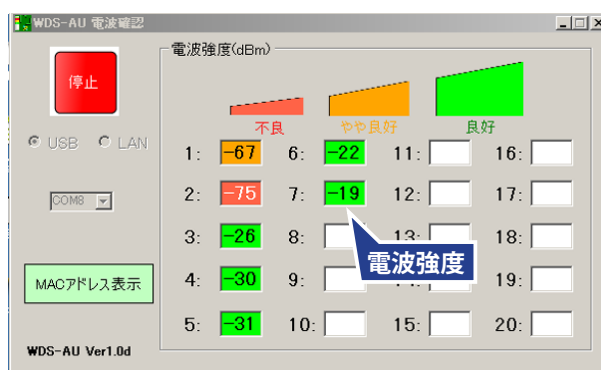 WDS-AU 電波確認
停止
USB LAN
COM8
MACアドレス表示
WDS-AU Ver1.0d
電波強度(dBm)
不良 やや良好 良好
1: -67 6: -22 11: 16:
2: -75 7: -19 12: 17:
3: -26 8: 13: 18:
4: -30 9: 19:
5: -31 10: 15: 20:
電波強度